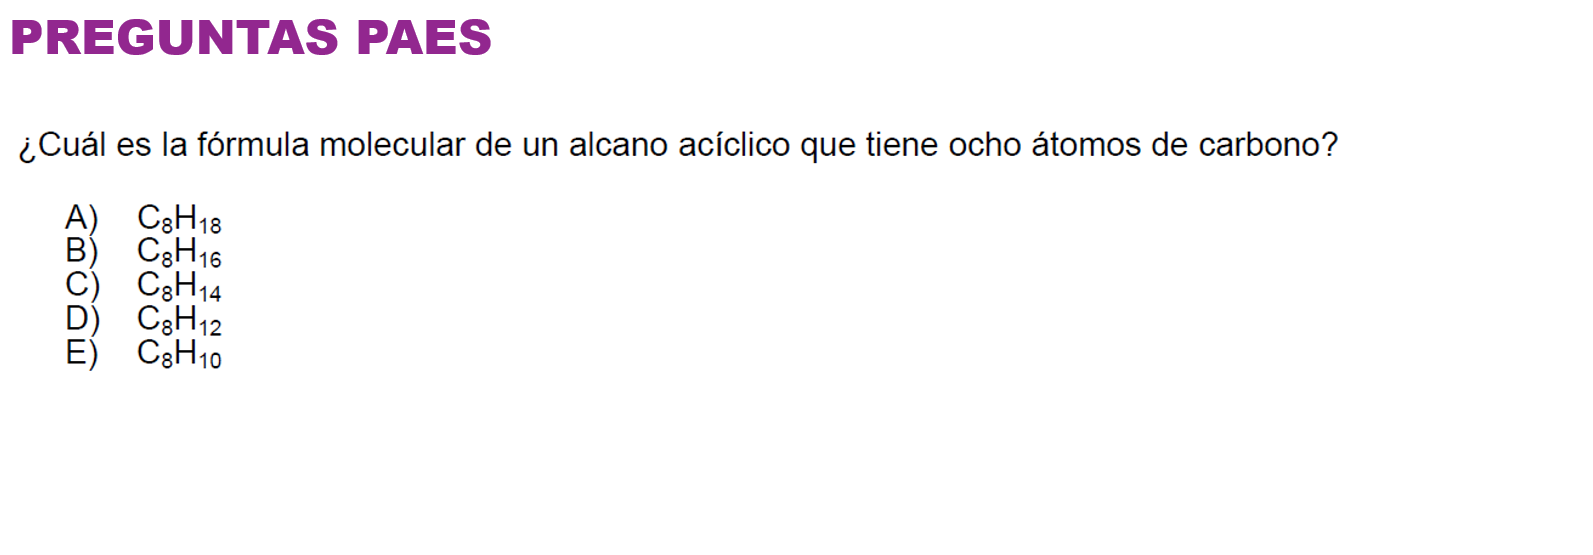 PREGUNTAS PAES
¿Cuál es la fórmula molecular de un alcano acíclico que tiene ocho átomos de carbono?
A) C₈H₁₈
B) C₈H₁₆
C) C₈H₁₄
D) C₈H₁₂
E) C₈H₁₀